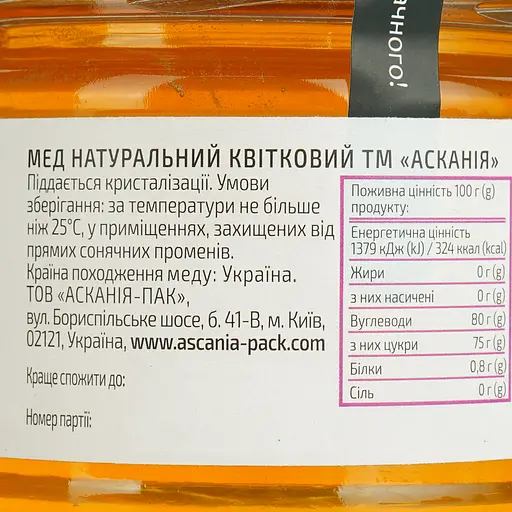 ачного!
МЕД НАТУРАЛЬНИЙ КВІТКОВИЙ ТМ «АСКАНІЯ»
Піддається кристалізації. Умови
зберігання: за температури не більше
ніж 25°С, у приміщеннях, захищених від
прямих сонячних променів.
Країна походження меду: Україна.
ТОВ «АСКАНІЯ-ПАК»,
вул. Бориспільське шосе, б. 41-В, м. Київ,
02121, Україна, www.ascania-pack.com
Краще спожити до:
Номер партії:
Поживна цінність 100 г (g)
продукту:
Енергетична цінність
1379 кДж (kJ) / 324 ккал (kcal)
Жири 0 г (g)
з них насичені 0 г (g)
Вуглеводи 80 г (g)
з них цукри 75 г (g)
Білки 0,8 г (g)
Сіль 0 г (g)